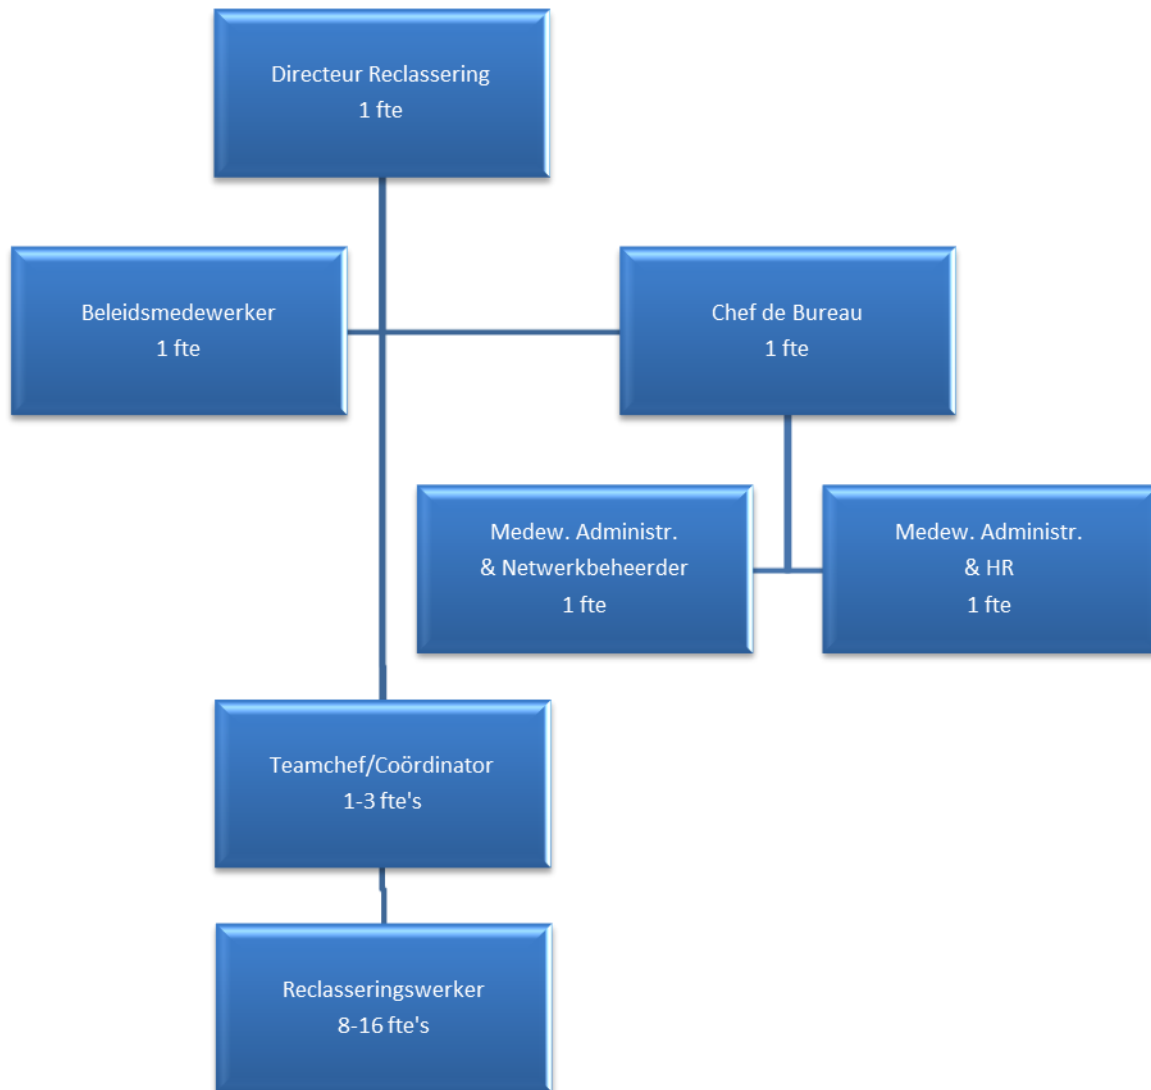 Directeur Reclassering
1 fte
Beleidsmedewerker
1 fte
Chef de Bureau
1 fte
Medew. Administr.
& Netwerkbeheerder
1 fte
Medew. Administr.
& HR
1 fte
Teamchef/Coördinator
1-3 fte's
Reclasseringswerker
8-16 fte's